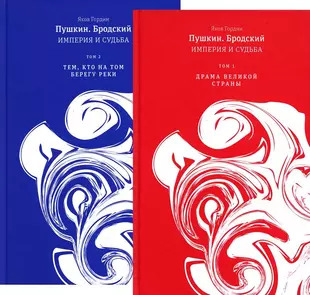 Яков Гордин
Пушкин. Бродский
ИМПЕРИЯ И СУДЬБА
ТОМ 2
ТЕМ, КТО НА ТОМ
БЕРЕГУ РЕКИ
Яков Гордин
Пушкин. Бродский
ИМПЕРИЯ И СУДЬБА
ТОМ 1
ДРАМА ВЕЛИКОЙ
СТРАНЫ